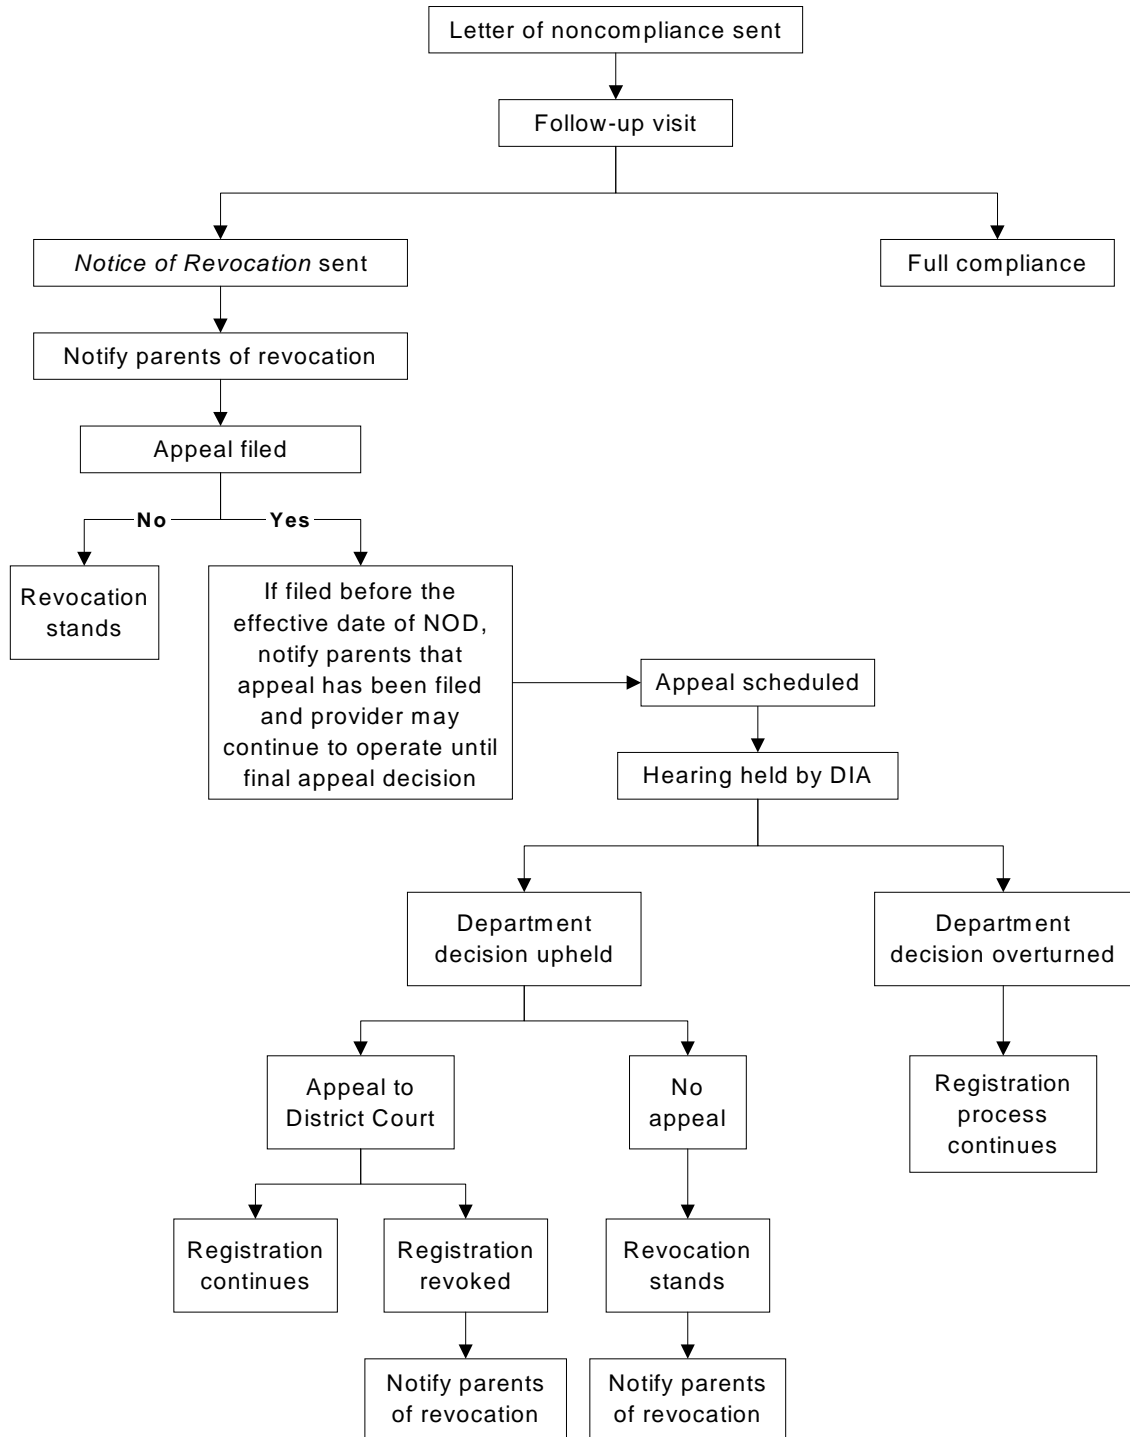 Letter of noncompliance sent
Follow-up visit
Notice of Revocation sent
Full compliance
Notify parents of revocation
Appeal filed
No
Yes
Revocation
stands
If filed before the
effective date of NOD,
notify parents that
appeal has been filed
and provider may
continue to operate until
final appeal decision
Appeal scheduled
Hearing held by DIA
Department
decision upheld
Department
decision overturned
Appeal to
District Court
No
appeal
Registration
process
continues
Registration
continues
Registration
revoked
Revocation
stands
Notify parents
of revocation
Notify parents
of revocation